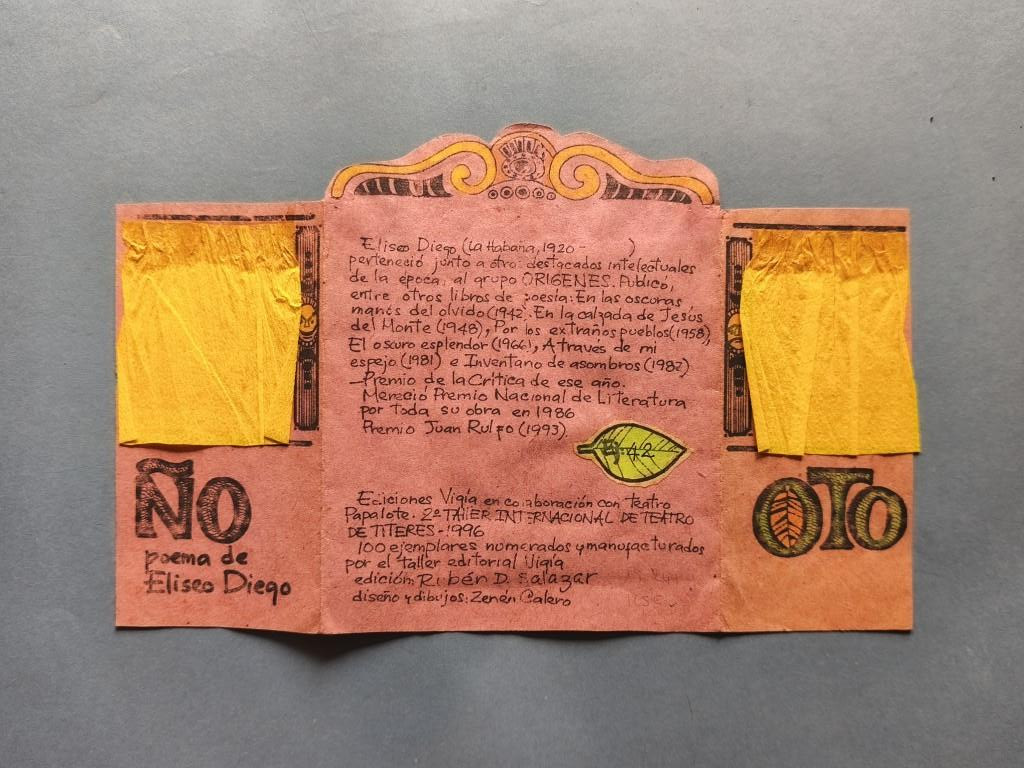 ÑO
poema de
Eliseo Diego
Eliseo Diego (La Habana, 1920- )
perteneció junto a otros destacados intelectuales
de la época, al grupo ORIGENES. Publicó,
entre otros libros de poesía: En las oscuras
manos del olvido (1942). En la calzada de Jesús
del Monte (1948), Por los extraños pueblos (1958),
El oscuro esplendor (1966), A través de mi
espejo (1981) e Inventario de asombros (1982)
-Premio de la Crítica de ese año.
Mereció Premio Nacional de Literatura
por toda su obra en 1986
Premio Juan Rulfo (1993).
Ej. 42
Ediciones Vigía en colaboración con teatro
Papalote. 2º TALLER INTERNACIONAL DE TEATRO
DE TITERES - 1996
100 ejemplares numerados y manufacturados
por el taller editorial Vigía
edición: Rubén D. Salazar
diseño y dibujos: Zenén Calero
OTO